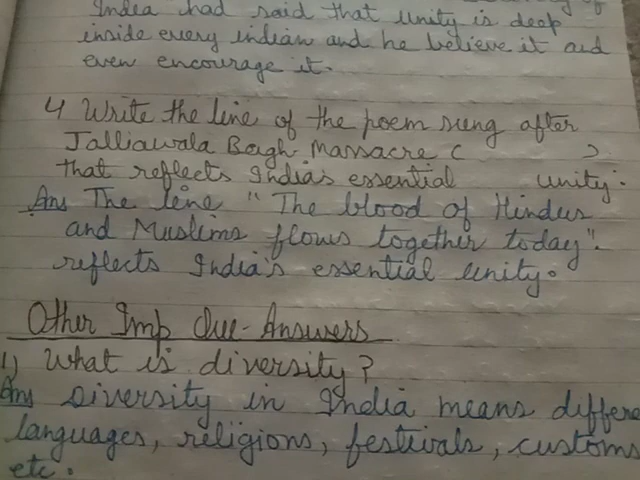 India had said that unity is deep
inside every indian and he believe it and
even encourage it.
4 Write the line of the poem sung after
Jalliawala Bagh Massacre ( )
that reflects India's essential unity.
Ans The line "The blood of Hindus
and Muslims flows together today".
reflects India's essential unity.
Other Imp Que-Answers
1) What is diversity?
Ans Diversity in India means differe
languages, religions, festivals, customs
etc.